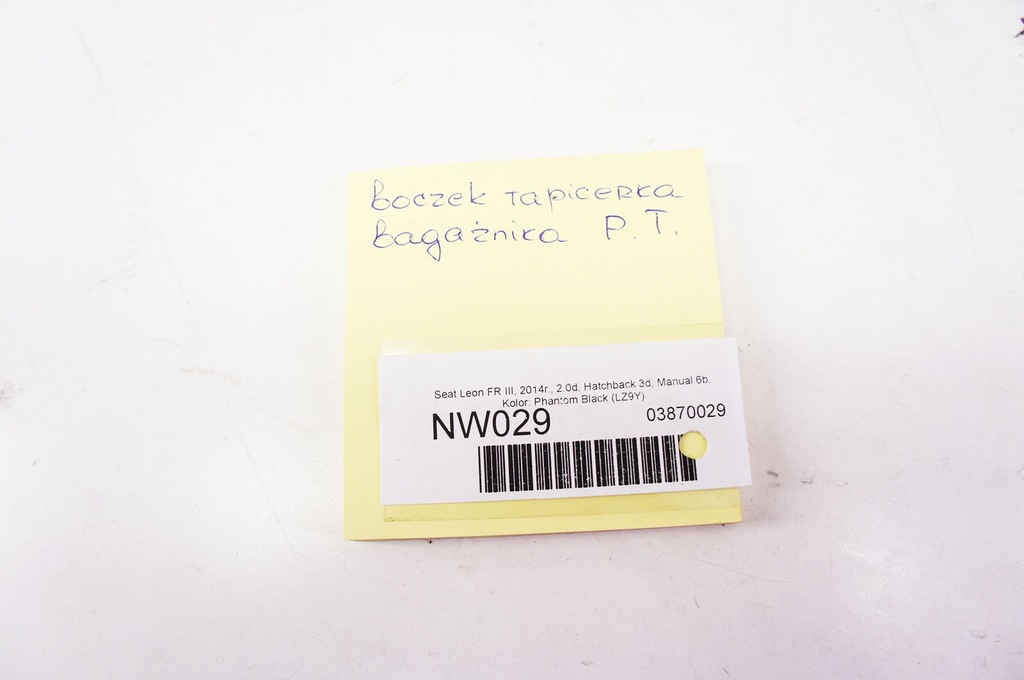 Boczek tapicerka
Bagażnika P.T.
Seat Leon FR III, 2014r., 2.0d, Hatchback 3d, Manual 6b,
Kolor: Phantom Black (LZ9Y)
NW029
03870029